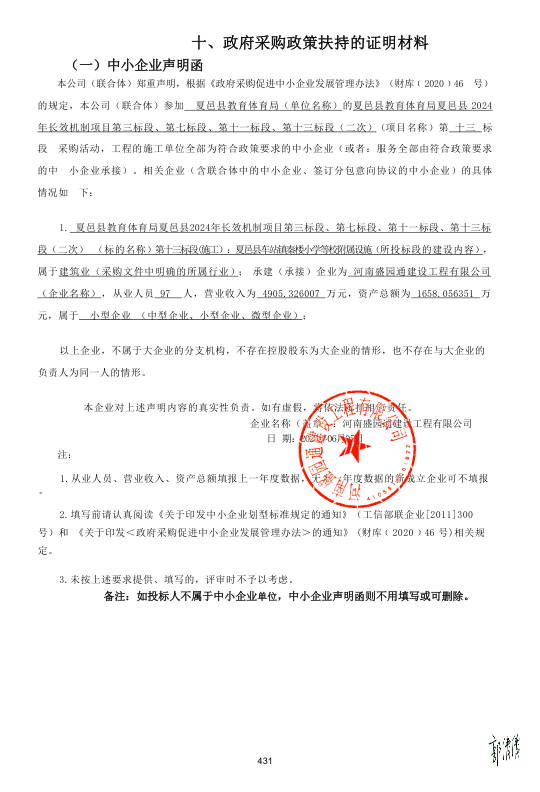 十、政府采购政策扶持的证明材料
（一）中小企业声明函
本公司（联合体）郑重声明，根据《政府采购促进中小企业发展管理办法》（财库﹝2020﹞46 号）
的规定，本公司（联合体）参加 夏邑县教育体育局（单位名称）的夏邑县教育体育局夏邑县 2024
年长效机制项目第三标段、第七标段、第十一标段、第十三标段（二次）（项目名称）第 十三 标
段 采购活动，工程的施工单位全部为符合政策要求的中小企业（或者：服务全部由符合政策要求
的中 小企业承接）。相关企业（含联合体中的中小企业、签订分包意向协议的中小企业）的具体
情况如 下：
1. 夏邑县教育体育局夏邑县2024年长效机制项目第三标段、第七标段、第十一标段、第十三标
段（二次） （标的名称）第十三标段(施工)：夏邑县车站镇秦楼小学等校附属设施（所投标段的建设内容），
属于建筑业（采购文件中明确的所属行业）； 承建（承接）企业为 河南盛园通建设工程有限公司
（企业名称），从业人员 97 人，营业收入为 4905.326007 万元，资产总额为 1658.056351 万
元，属于 小型企业 （中型企业、小型企业、微型企业）；
以上企业，不属于大企业的分支机构，不存在控股股东为大企业的情形，也不存在与大企业的
负责人为同一人的情形。
本企业对上述声明内容的真实性负责。如有虚假，将依法承担相应责任。
企业名称（盖章）：河南盛园通建设工程有限公司
日 期：2024年06月05日
河南盛园通建设工程有限公司
注：
1.从业人员、营业收入、资产总额填报上一年度数据，无上一年度数据的新成立企业可不填报
。
2.填写前请认真阅读《关于印发中小企业划型标准规定的通知》（工信部联企业[2011]300
号）和 《关于印发＜政府采购促进中小企业发展管理办法＞的通知》(财库﹝2020﹞46 号)相关规
定。
3.未按上述要求提供、填写的，评审时不予以考虑。
备注：如投标人不属于中小企业单位，中小企业声明函则不用填写或可删除。
431